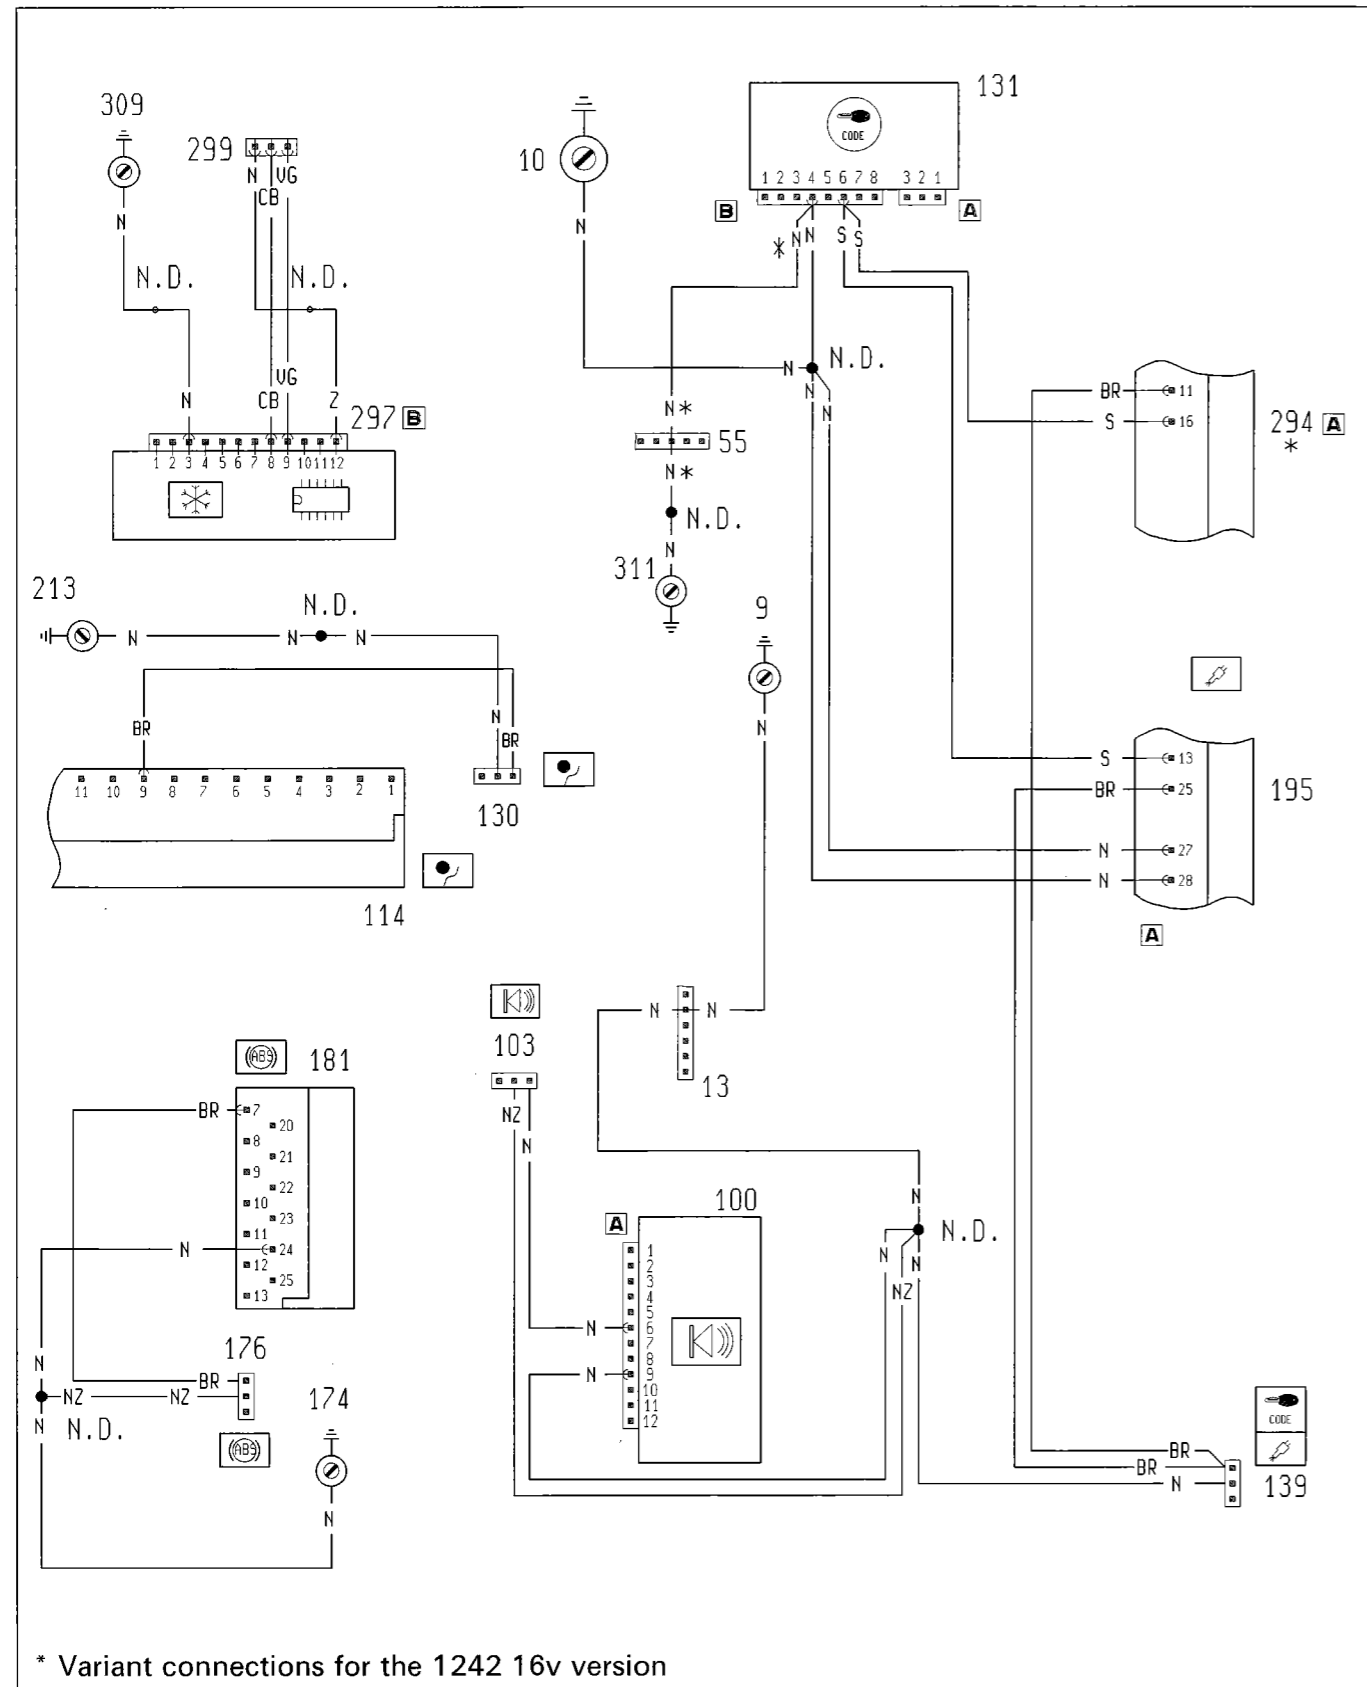 131
309
299
10
CODE
1 2 3 4 5 6 7 8 3 2 1
B A
N VG
CB
N
N
* N N S S
N.D. N.D.
N N.D.
VG
N CB Z
297 B
N N
N*
55
BR 11
S 16
294 A
*
1 2 3 4 5 6 7 8 9 10 11 12
N*
N.D.
N
311
213
N.D.
N N N
9
N
BR N BR
S 13
BR 25
195
11 10 9 8 7 6 5 4 3 2 1
130
N 27
N 28
114
A
N N
103
13
ABS 181
NZ
N
BR 7
20
8
21
9
22
10
23
11
N 24
12
25
13
N
100
A
N.D.
1
2
3
4
5
6
7
8
9
10
11
12
N
N
N N
NZ
176
N BR
NZ NZ
N N.D.
174
ABS
N
CODE
BR
BR
N
139
* Variant connections for the 1242 16v version